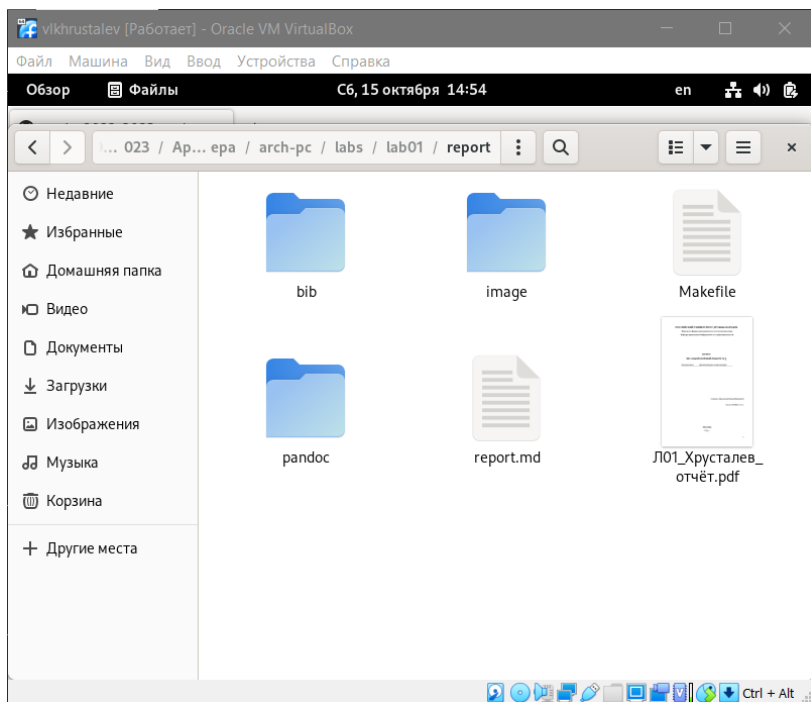 vlkhrustalev [Работает] - Oracle VM VirtualBox
Файл Машина Вид Ввод Устройства Справка
Обзор Файлы Сб, 15 октября 14:54 en
... 023 / Ap... ера / arch-pc / labs / lab01 / report
Недавние
Избранные
Домашняя папка
Видео
Документы
Загрузки
Изображения
Музыка
Корзина
Другие места
bib image Makefile
pandoc report.md Л01_Хрусталев_
отчёт.pdf
Ctrl + Alt